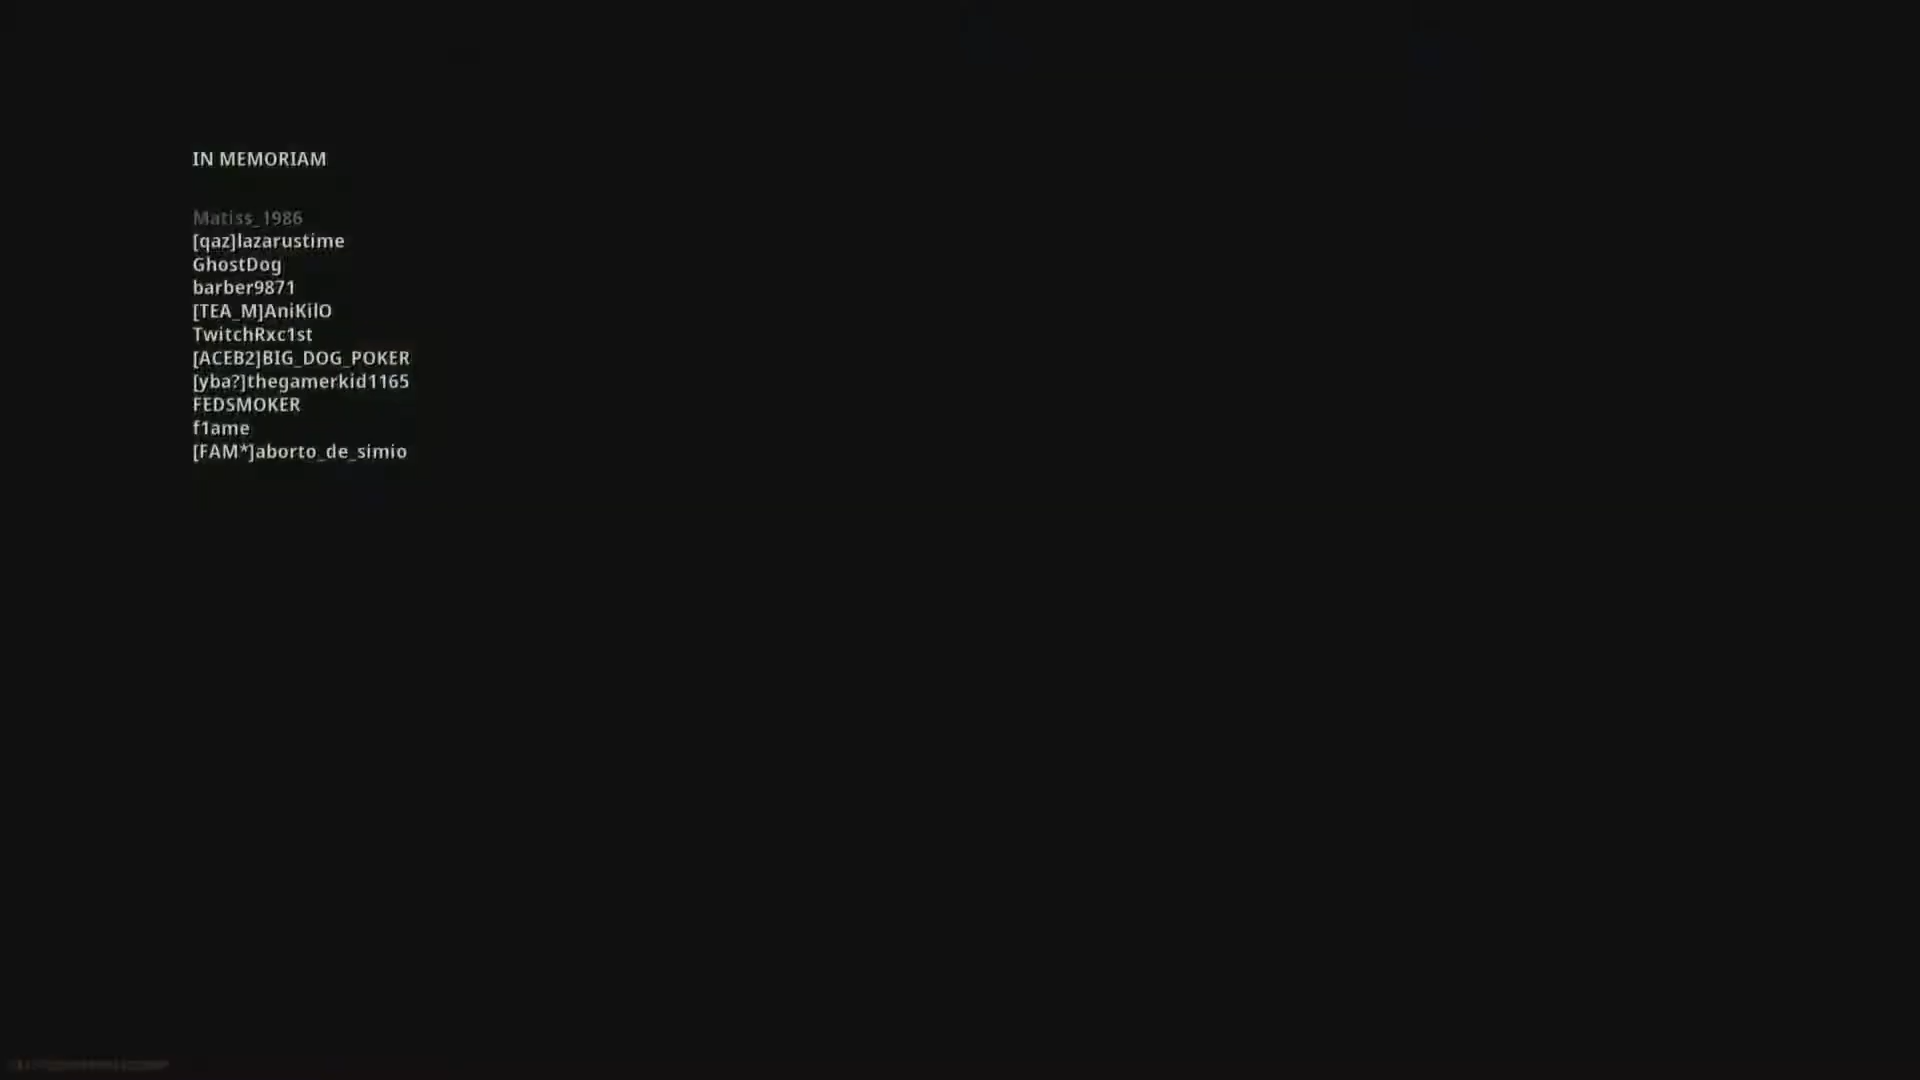 IN MEMORIAM
Matiss_1986
[qaz]lazarustime
GhostDog
barber9871
[TEA_M]AniKilO
TwitchRxc1st
[ACEB2]BIG_DOG_POKER
[yba?]thegamerkid1165
FEDSMOKER
f1ame
[FAM*]aborto_de_simio